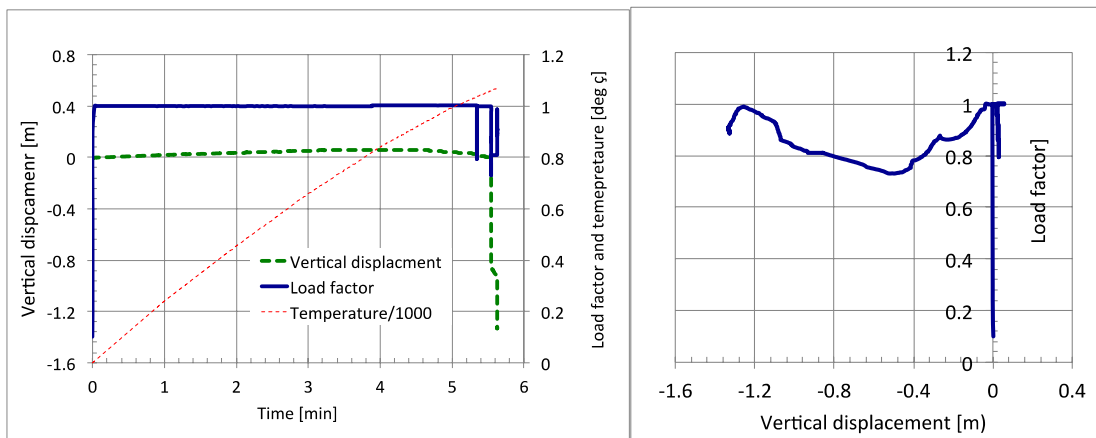 0.8
0.4
0
-0.4
-0.8
-1.2
-1.6
Vertical dispcamenr [m]
1.2
1
0.8
0.6
0.4
0.2
0
Load factor and temepretaure [deg ç]
Vertical displacment
Load factor
Temperature/1000
0 1 2 3 4 5 6
Time [min]
1.2
1
0.8
0.6
0.4
0.2
0
Load factor]
-1.6 -1.2 -0.8 -0.4 0 0.4
Vertical displacement [m)